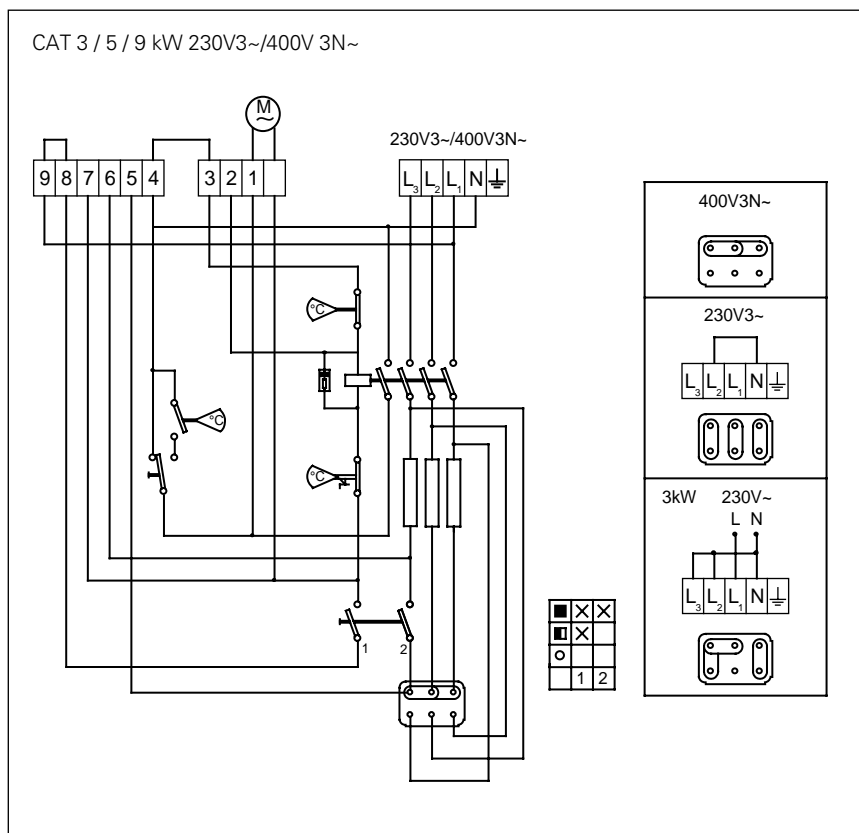 CAT 3 / 5 / 9 kW 230V3~/400V 3N~
M
~
230V3~/400V3N~
9 8 7 6 5 4 3 2 1
L3 L2 L1 N
400V3N~
°C
230V3~
L3 L2 L1 N
°C
°C
3kW 230V~
L N
L3 L2 L1 N
1 2
1 2